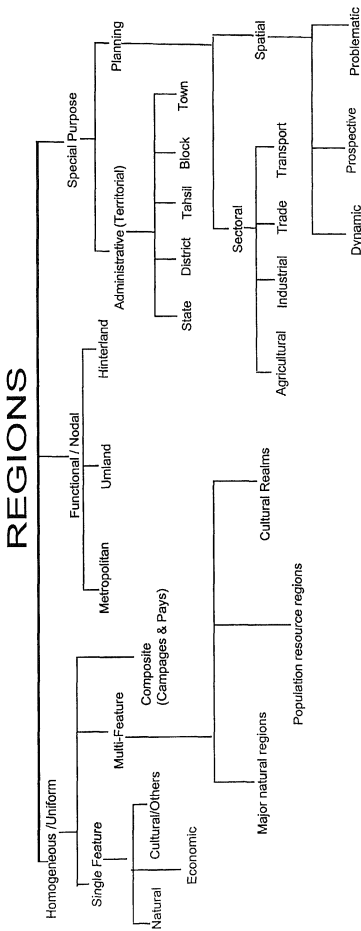 REGIONS
Homogeneous /Uniform
Functional / Nodal
Special Purpose
Single Feature
Multi-Feature
Composite
(Campages & Pays)
Metropolitan
Umland
Hinterland
Administrative (Territorial)
Planning
Natural
Economic
Cultural/Others
State
District
Tahsil
Block
Town
Sectoral
Spatial
Major natural regions
Population resource regions
Cultural Realms
Agricultural
Industrial
Trade
Transport
Dynamic
Prospective
Problematic